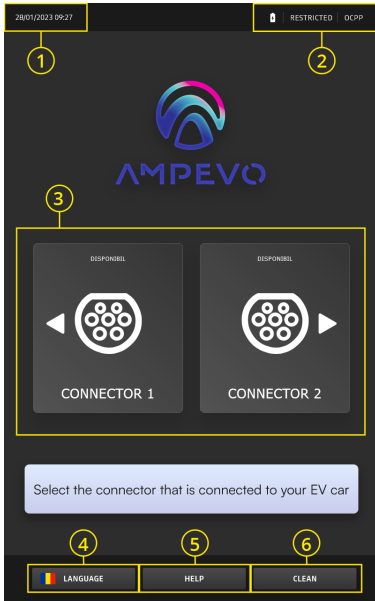 28/01/2023 09:27
RESTRICTED OCPP
1
2
AMPEVO
3
DISPONIBIL
DISPONIBIL
CONNECTOR 1
CONNECTOR 2
Select the connector that is connected to your EV car
4
5
6
LANGUAGE
HELP
CLEAN